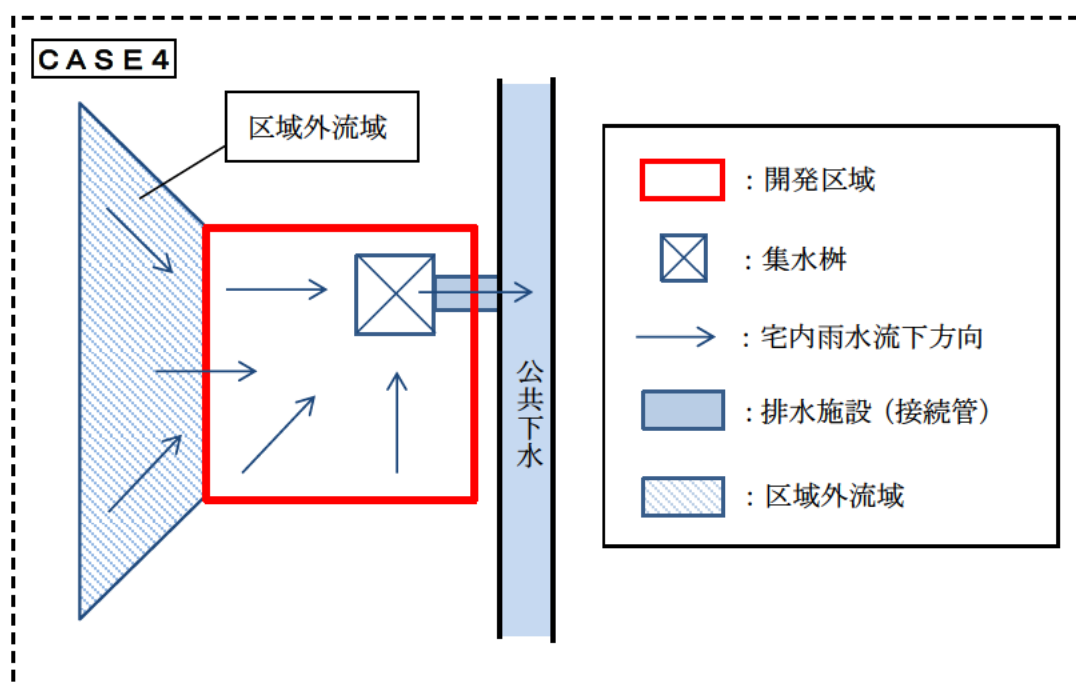 CASE4
区域外流域
公共下水
：開発区域
：集水桝
：宅内雨水流下方向
：排水施設（接続管）
：区域外流域